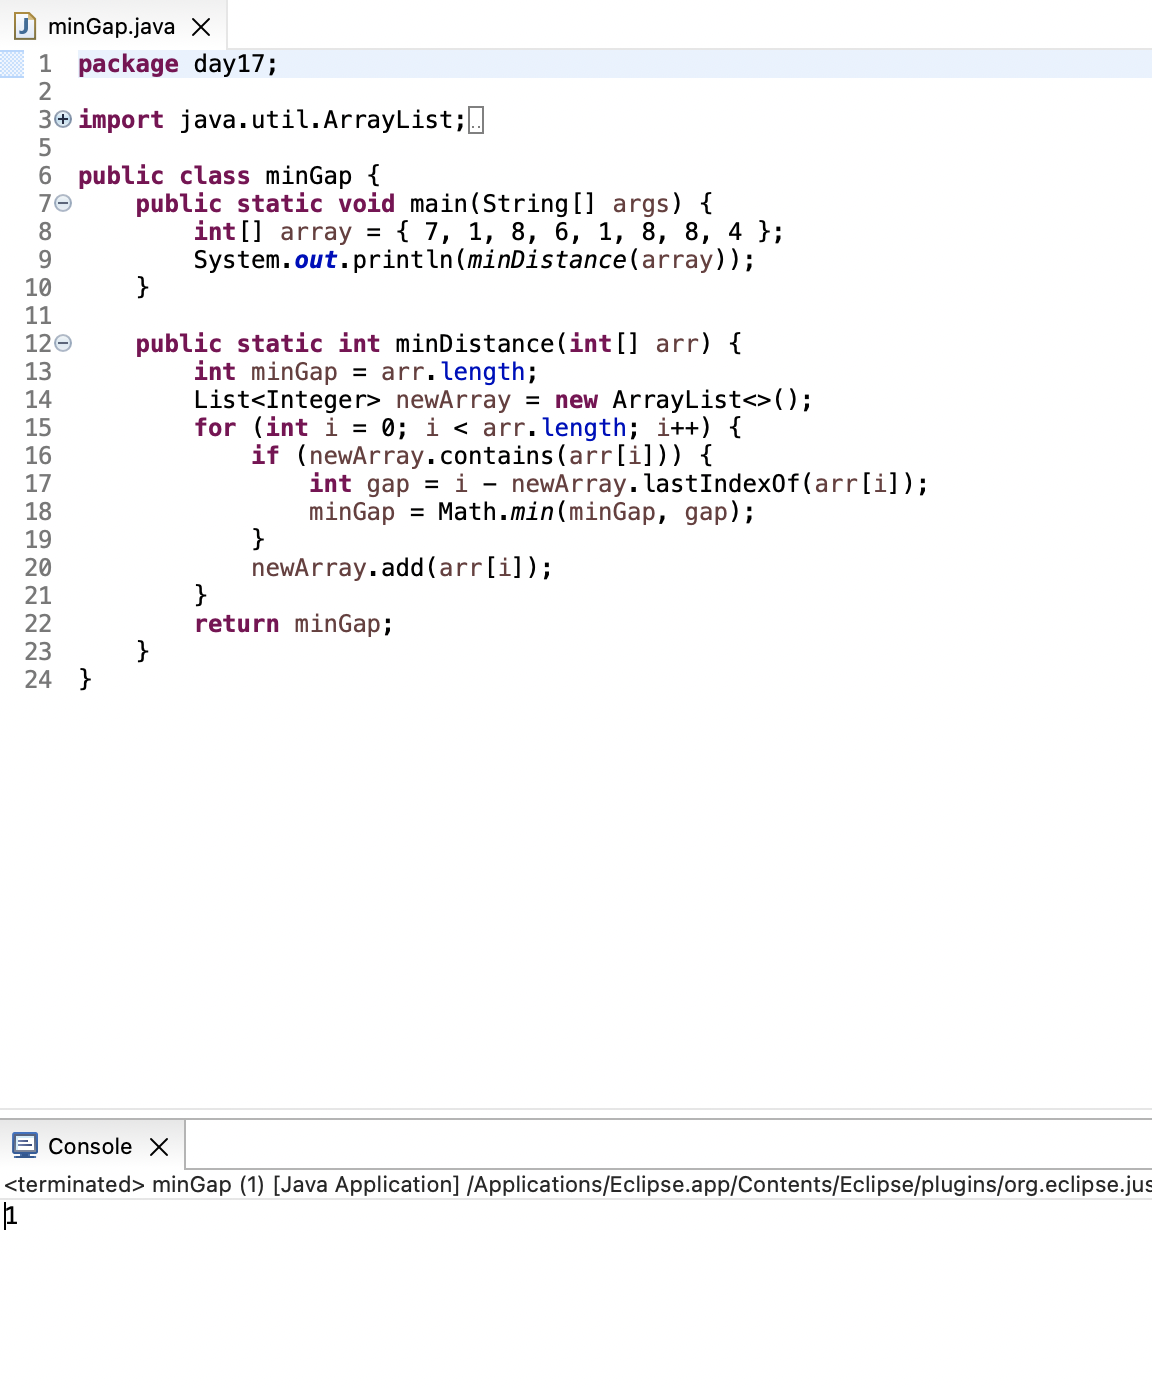 minGap.java
1 package day17;
2
3 import java.util.ArrayList;
5
6 public class minGap {
7 public static void main(String[] args) {
8 int[] array = { 7, 1, 8, 6, 1, 8, 8, 4 };
9 System.out.println(minDistance(array));
10 }
11
12 public static int minDistance(int[] arr) {
13 int minGap = arr.length;
14 List<Integer> newArray = new ArrayList<>();
15 for (int i = 0; i < arr.length; i++) {
16 if (newArray.contains(arr[i])) {
17 int gap = i - newArray.lastIndexOf(arr[i]);
18 minGap = Math.min(minGap, gap);
19 }
20 newArray.add(arr[i]);
21 }
22 return minGap;
23 }
24 }
Console
<terminated> minGap (1) [Java Application] /Applications/Eclipse.app/Contents/Eclipse/plugins/org.eclipse.jus
1